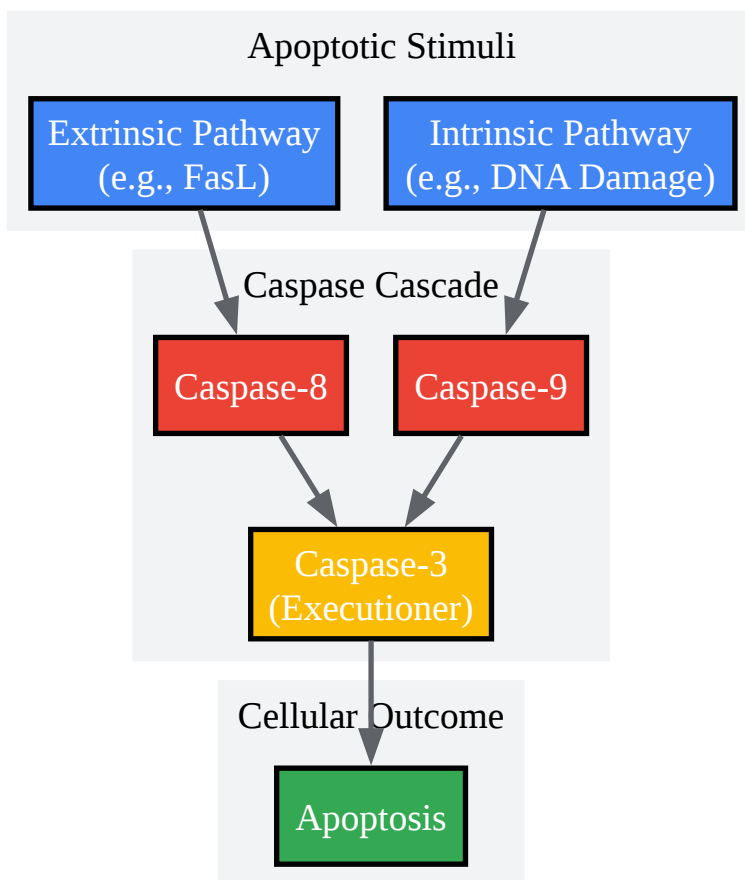 Apoptotic Stimuli
Extrinsic Pathway
(e.g., FasL)
Intrinsic Pathway
(e.g., DNA Damage)
Caspase Cascade
Caspase-8
Caspase-9
Caspase-3
(Executioner)
Cellular Outcome
Apoptosis